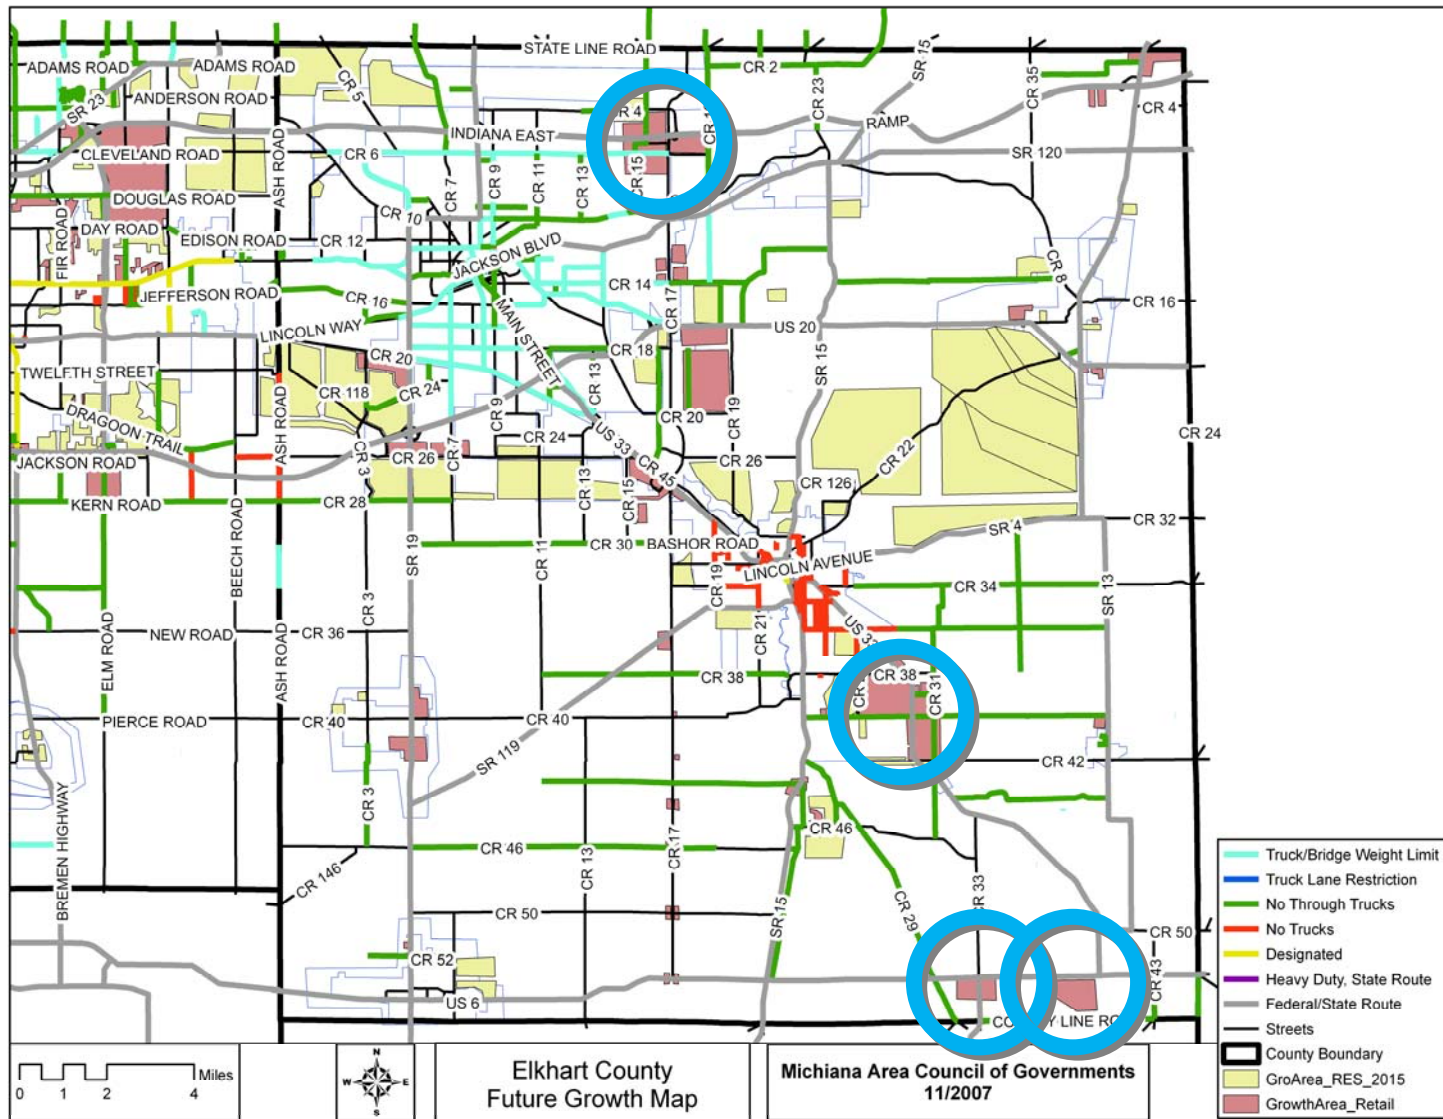 STATE LINE ROAD
ADAMS ROAD
ADAMS ROAD
CR 5
CR 2
SR 15
CR 35
CR 23
SR 23
ANDERSON ROAD
CR 4
INDIANA EAST
RAMP
CLEVELAND ROAD
ASH ROAD
CR 6
SR 120
CR 7
CR 9
CR 11
CR 13
CR 15
DOUGLAS ROAD
FIR ROAD
DAY ROAD
CR 10
EDISON ROAD
CR 12
JACKSON BLVD
CR 8
JEFFERSON ROAD
CR 16
CR 14
CR 17
CR 16
LINCOLN WAY
MAIN STREET
US 20
SR 15
TWELFTH STREET
CR 20
CR 18
CR 13
CR 118
CR 24
CR 9
CR 20
CR 19
DRAGOON TRAIL
ASH ROAD
US 33
CR 24
CR 24
CR 3
CR 7
CR 22
JACKSON ROAD
CR 26
CR 45
CR 26
CR 13
CR 15
CR 126
KERN ROAD
CR 28
BEECH ROAD
SR 19
CR 11
CR 30
BASHOR ROAD
SR 4
CR 32
LINCOLN AVENUE
CR 19
CR 34
SR 13
CR 3
NEW ROAD
CR 36
CR 21
US 33
ELM ROAD
ASH ROAD
CR 38
CR 38
CR 31
PIERCE ROAD
CR 40
CR 40
SR 119
CR 42
BREMEN HIGHWAY
CR 3
CR 46
CR 46
CR 17
CR 13
CR 146
CR 33
CR 29
CR 50
SR 15
CR 50
CR 52
CR 43
US 6
Truck/Bridge Weight Limit
Truck Lane Restriction
No Through Trucks
No Trucks
Designated
Heavy Duty, State Route
Federal/State Route
Streets
County Boundary
GroArea_RES_2015
GrowthArea_Retail
0 1 2 4 Miles
N
W E
S
Elkhart County
Future Growth Map
Michiana Area Council of Governments
11/2007